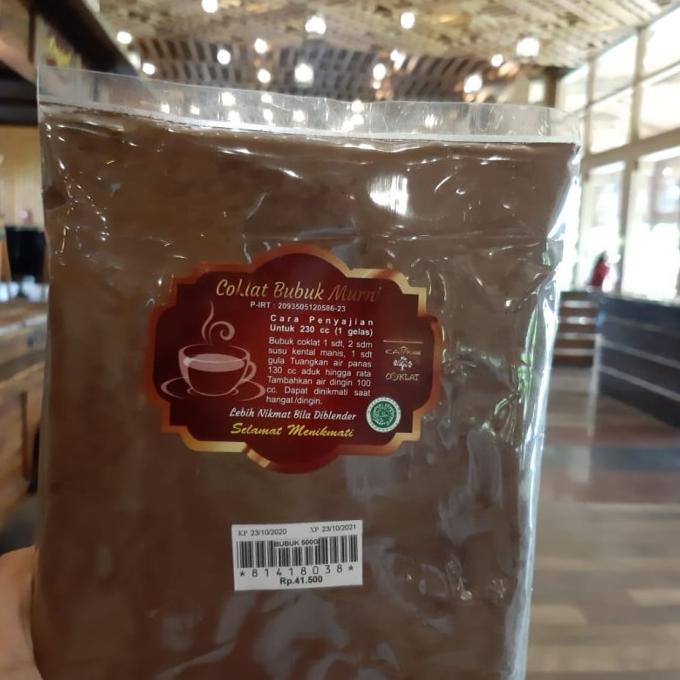 Coklat Bubuk Murni
P-IRT : 2093505120586-23
Cara Penyajian
Untuk 230 cc (1 gelas)
Bubuk coklat 1 sdt, 2 sdm
susu kental manis, 1 sdt
gula Tuangkan air panas
130 cc aduk hingga rata
Tambahkan air dingin 100
cc. Dapat dinikmati saat
hangat/dingin.
COKLAT
Lebih Nikmat Bila Diblender
Selamat Menikmati
KP 23/10/2020 XP 23/10/2021
BUBUK 500G
*81418038*
Rp.41.500